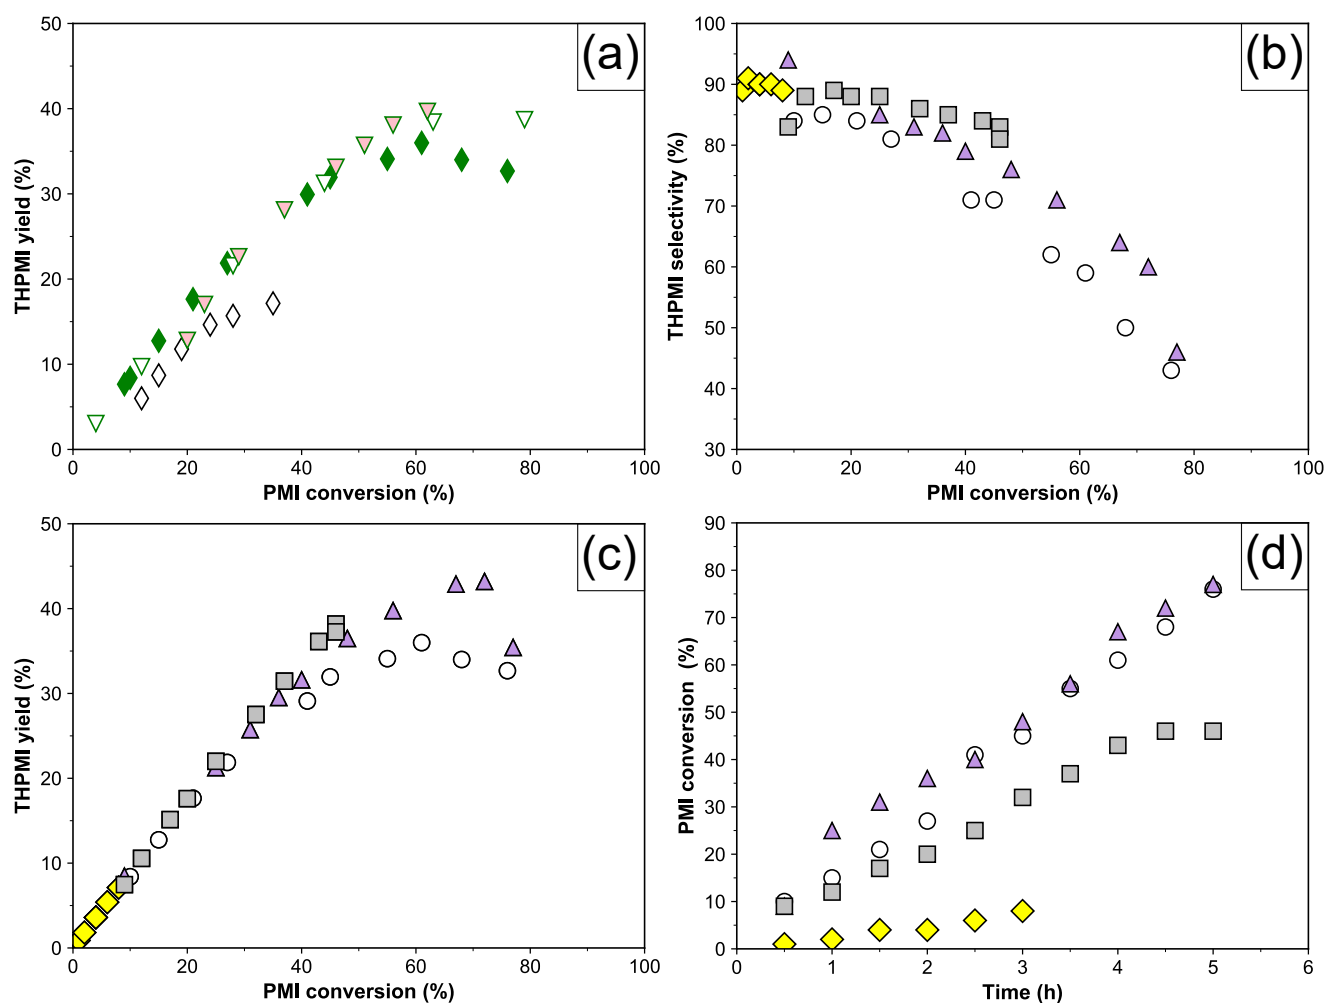 (a)
THPMI yield (%)
50
40
30
20
10
0
0 20 40 60 80 100
PMI conversion (%)
(b)
THPMI selectivity (%)
100
90
80
70
60
50
40
30
0 20 40 60 80 100
PMI conversion (%)
(c)
THPMI yield (%)
50
40
30
20
10
0
0 20 40 60 80 100
PMI conversion (%)
(d)
PMI conversion (%)
90
80
70
60
50
40
30
20
10
0
0 1 2 3 4 5 6
Time (h)